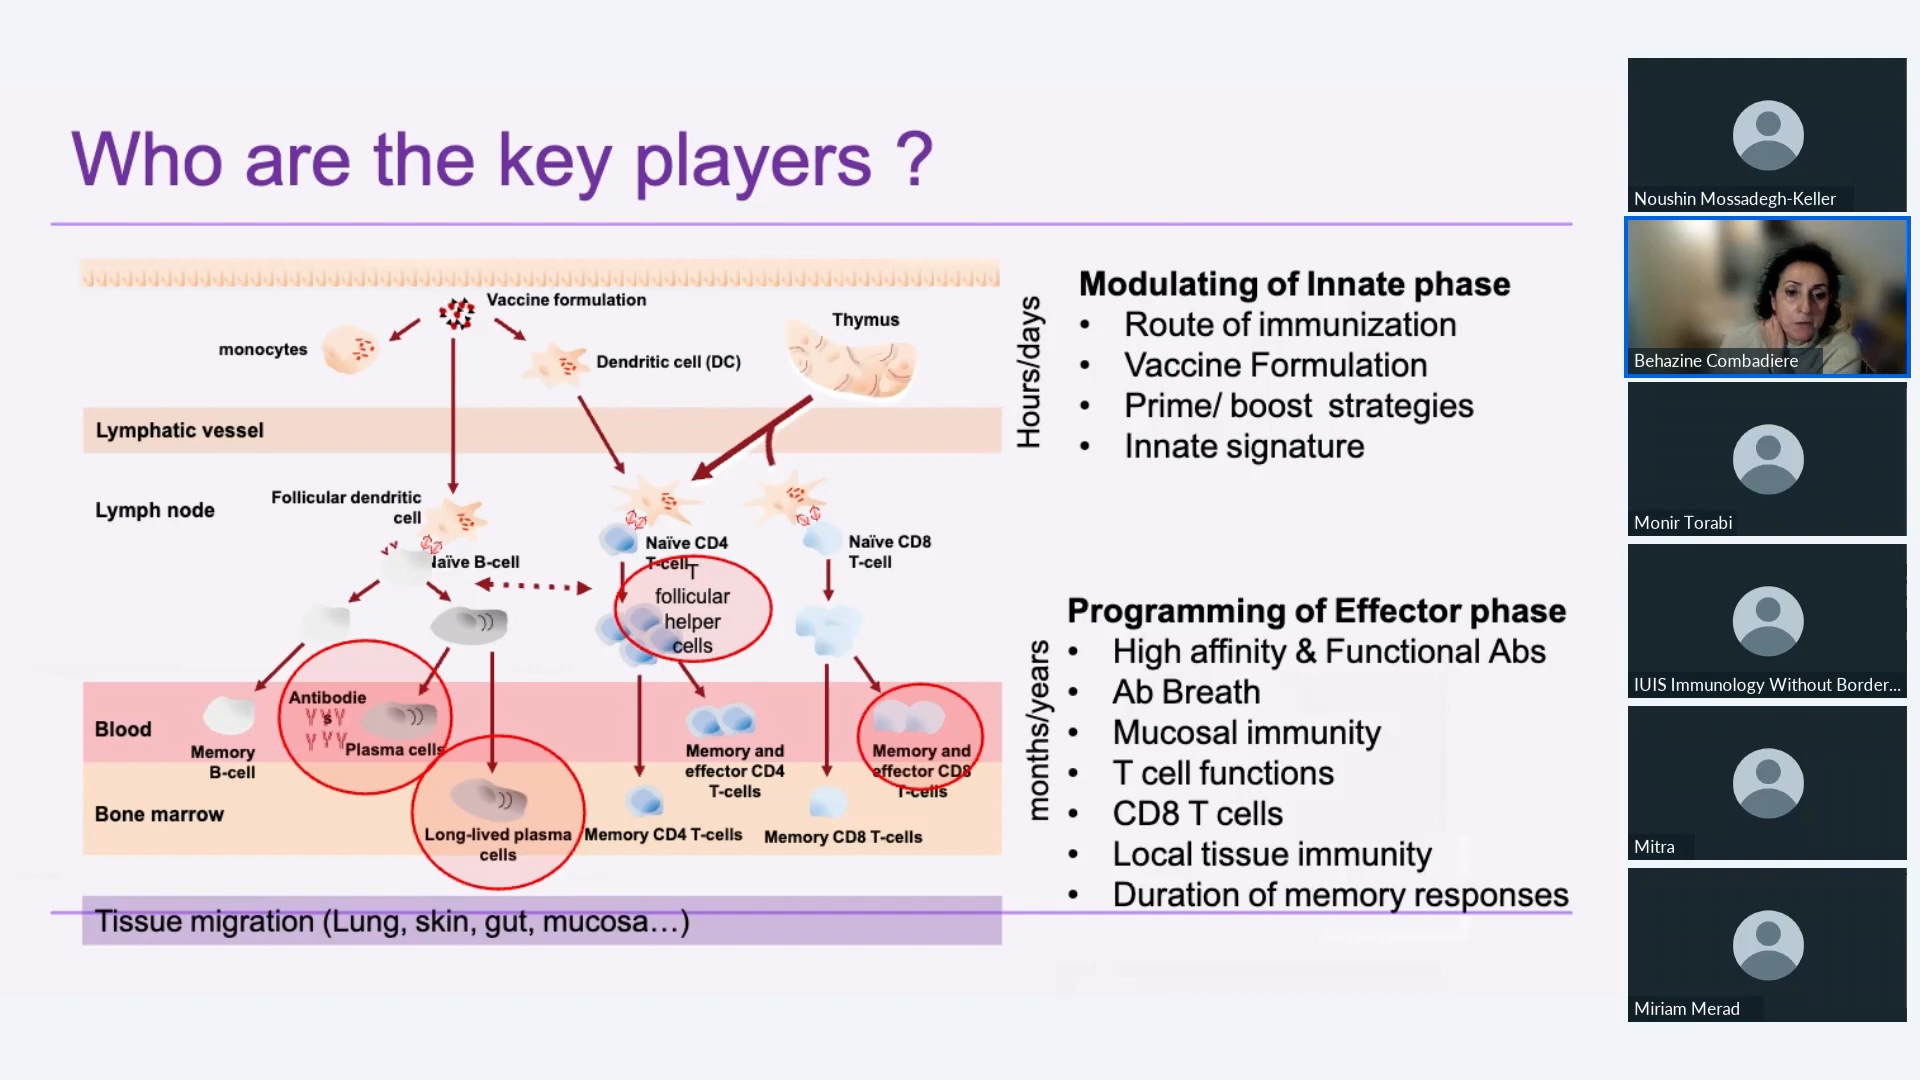 Who are the key players ?
Vaccine formulation
monocytes
Dendritic cell (DC)
Thymus
Lymphatic vessel
Lymph node
Follicular dendritic
cell
Naïve B-cell
Naïve CD4
T-cell
Naïve CD8
T-cell
T
follicular
helper
cells
Blood
Antibodie
s
Plasma cells
Memory
B-cell
Memory and
effector CD4
T-cells
Memory and
effector CD8
T-cells
Bone marrow
Long-lived plasma
cells
Memory CD4 T-cells
Memory CD8 T-cells
Tissue migration (Lung, skin, gut, mucosa…)
Hours/days
Modulating of Innate phase
• Route of immunization
• Vaccine Formulation
• Prime/ boost strategies
• Innate signature
months/years
Programming of Effector phase
• High affinity & Functional Abs
• Ab Breath
• Mucosal immunity
• T cell functions
• CD8 T cells
• Local tissue immunity
• Duration of memory responses
Noushin Mossadegh-Keller
Behazine Combadiere
Monir Torabi
IUIS Immunology Without Border...
Mitra
Miriam Merad